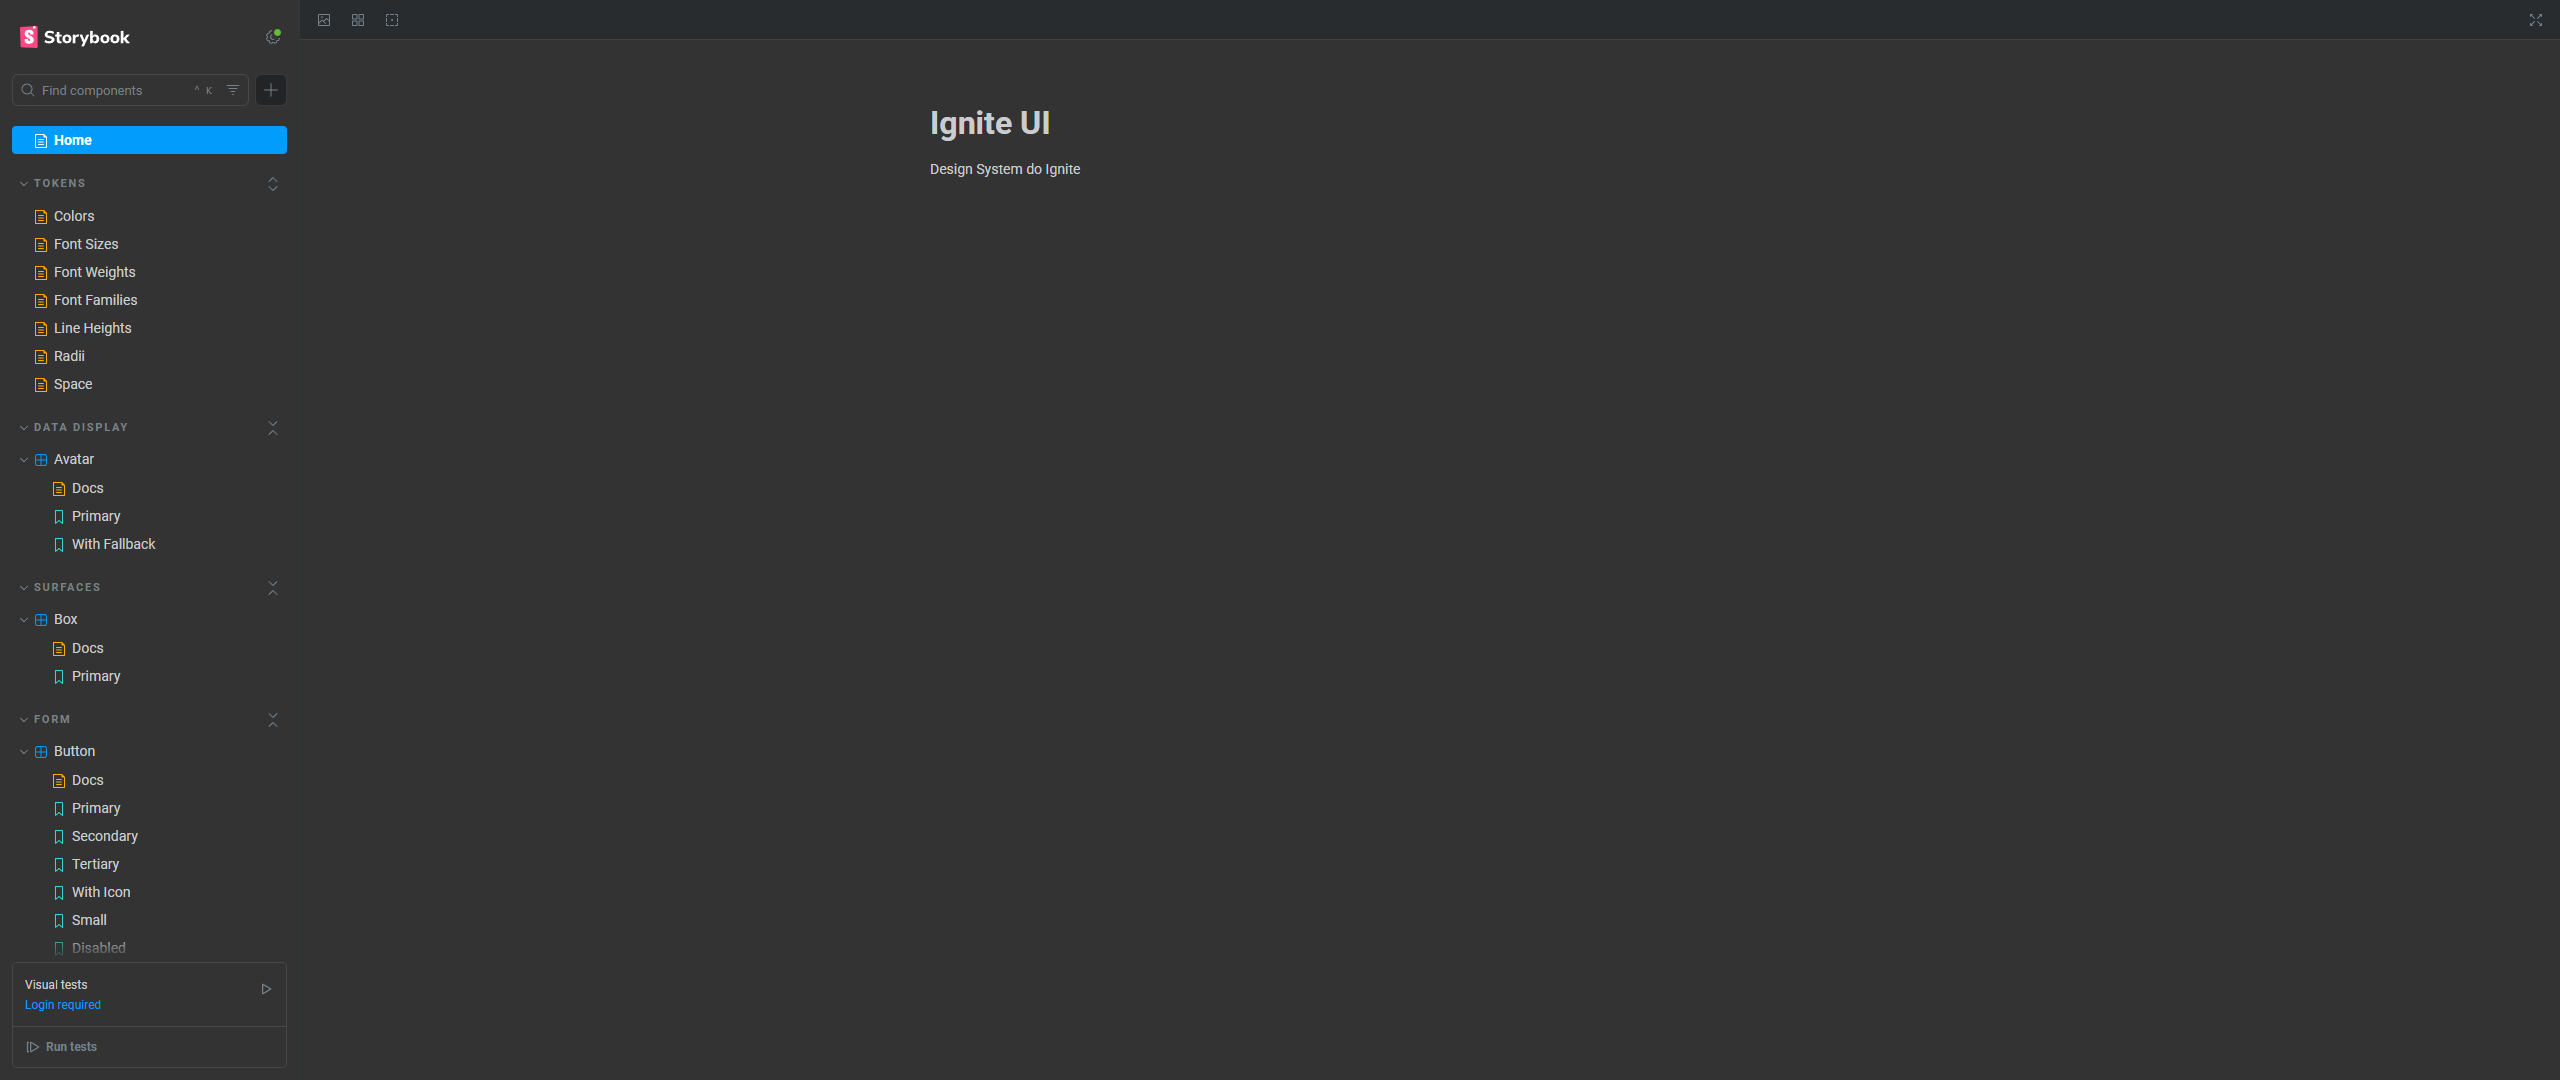 Storybook
Find components ^ K
Home
TOKENS
Colors
Font Sizes
Font Weights
Font Families
Line Heights
Radii
Space
DATA DISPLAY
Avatar
Docs
Primary
With Fallback
SURFACES
Box
Docs
Primary
FORM
Button
Docs
Primary
Secondary
Tertiary
With Icon
Small
Disabled
Visual tests
Login required
Run tests
Ignite UI
Design System do Ignite